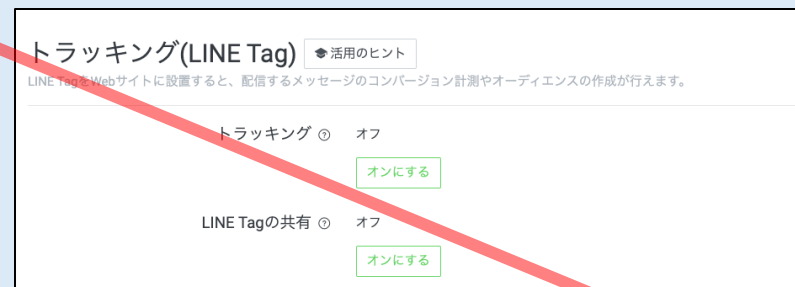 トラッキング(LINE Tag) 活用のヒント
LINE TagをWebサイトに設置すると、配信するメッセージのコンバージョン計測やオーディエンスの作成が行えます。
トラッキング ? オフ
オンにする
LINE Tagの共有 ? オフ
オンにする